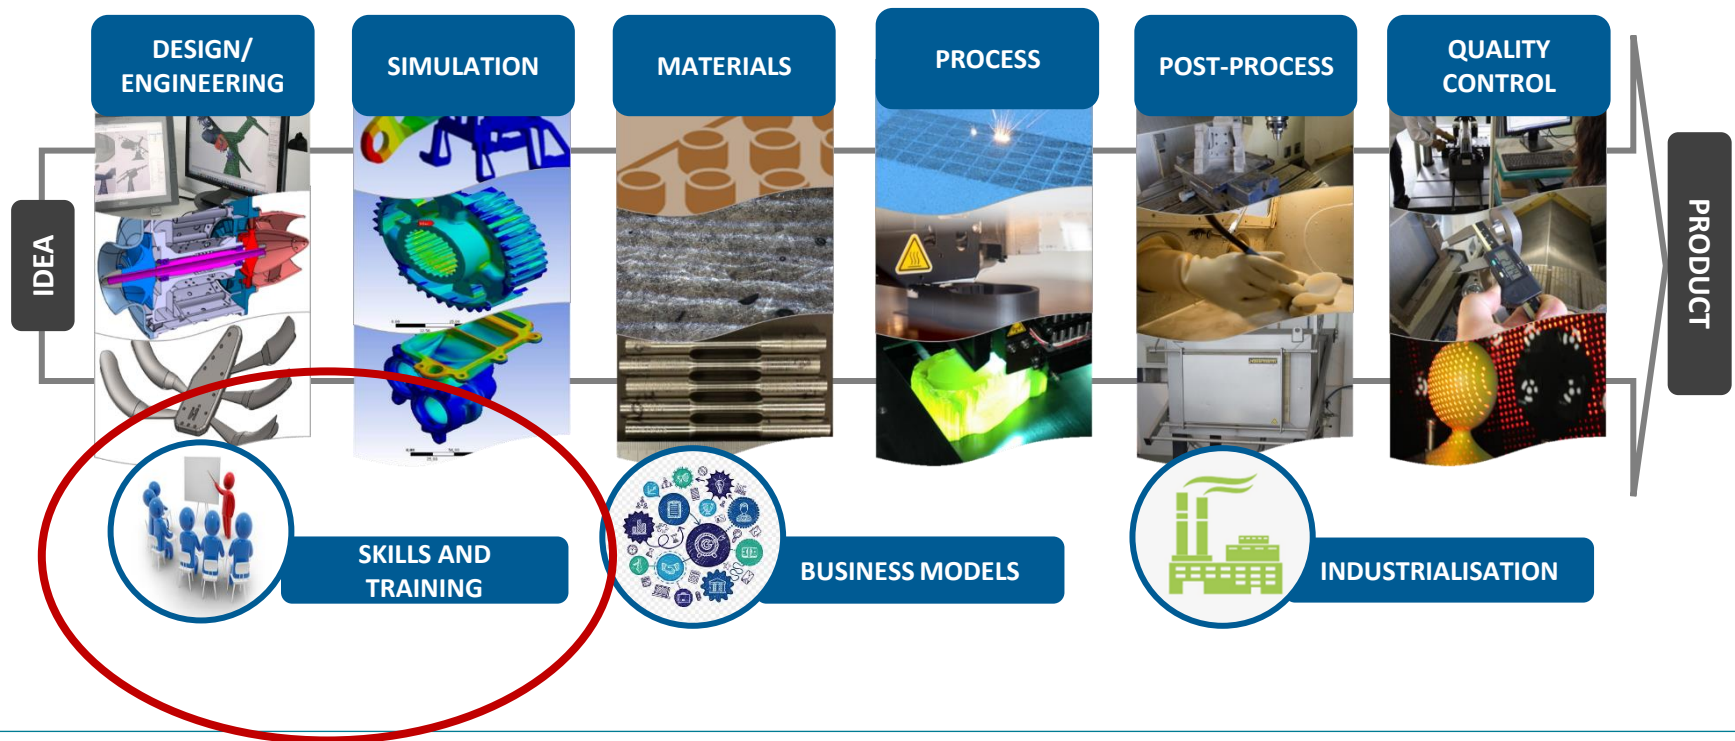 DESIGN/
ENGINEERING
SIMULATION
MATERIALS
PROCESS
POST-PROCESS
QUALITY
CONTROL
IDEA
PRODUCT
SKILLS AND
TRAINING
BUSINESS MODELS
INDUSTRIALISATION